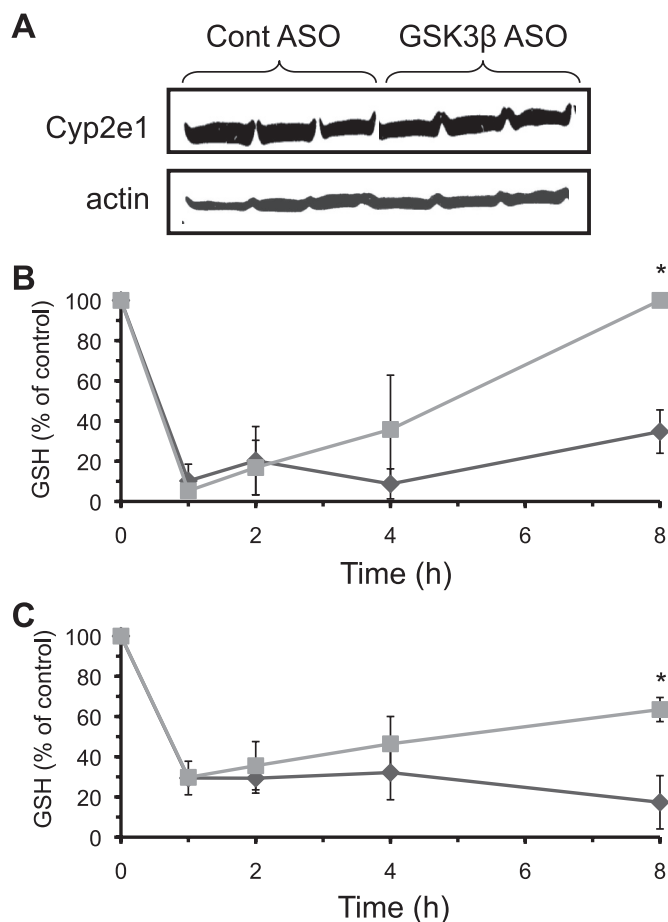 A
Cont ASO GSK3β ASO
Cyp2e1
actin
B
*
GSH (% of control)
100
80
60
40
20
0
0 2 4 6 8
Time (h)
C
*
GSH (% of control)
100
80
60
40
20
0
0 2 4 6 8
Time (h)